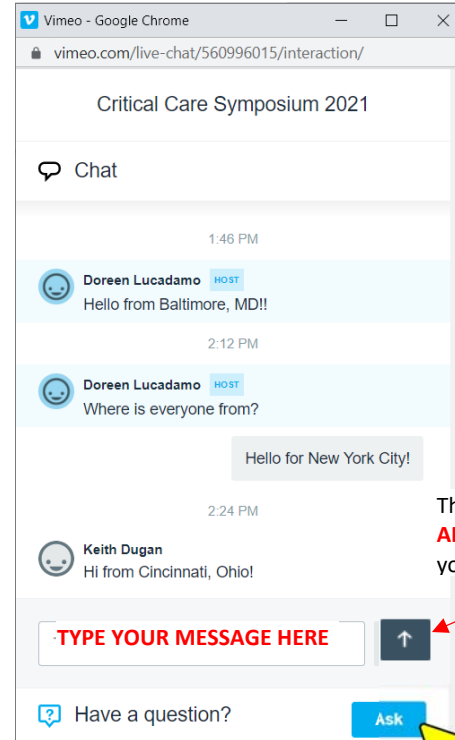 Vimeo - Google Chrome
vimeo.com/live-chat/560996015/interaction/
Critical Care Symposium 2021
Chat
1:46 PM
Doreen Lucadamo HOST
Hello from Baltimore, MD!!
2:12 PM
Doreen Lucadamo HOST
Where is everyone from?
Hello for New York City!
2:24 PM
Keith Dugan
Hi from Cincinnati, Ohio!
TYPE YOUR MESSAGE HERE
Have a question?
Ask